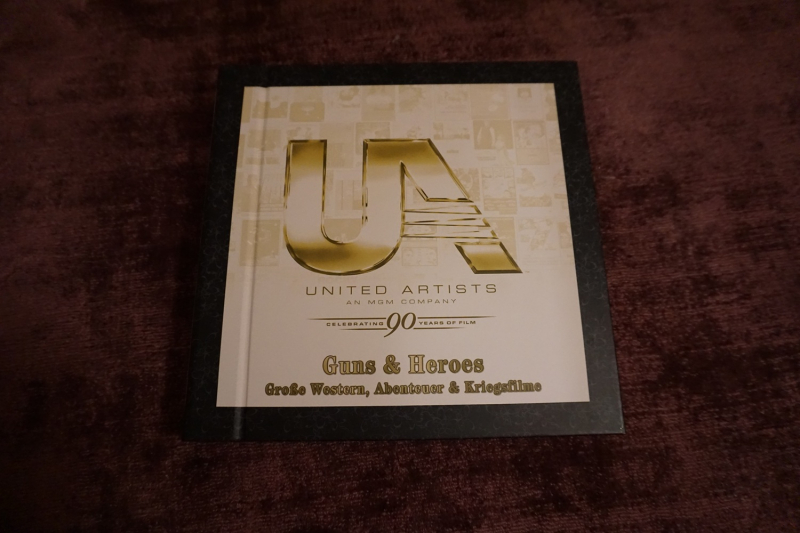 UA
UNITED ARTISTS
AN MGM COMPANY
CELEBRATING 90 YEARS OF FILM
Guns & Heroes
Große Western, Abenteuer & Kriegsfilme